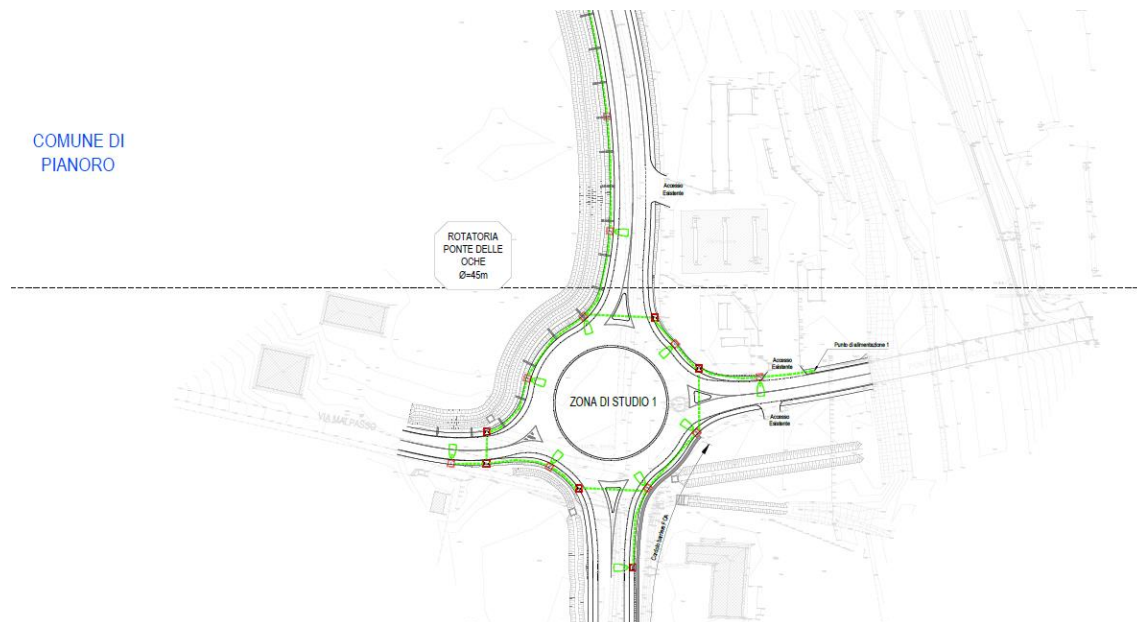 COMUNE DI
PIANORO
Accesso
Esistente
ROTATORIA
PONTE DELLE
OCHE
Ø=45m
Punto di alimentazione 1
Accesso
Esistente
ZONA DI STUDIO 1
VIA MALPASSO
Accesso
Esistente